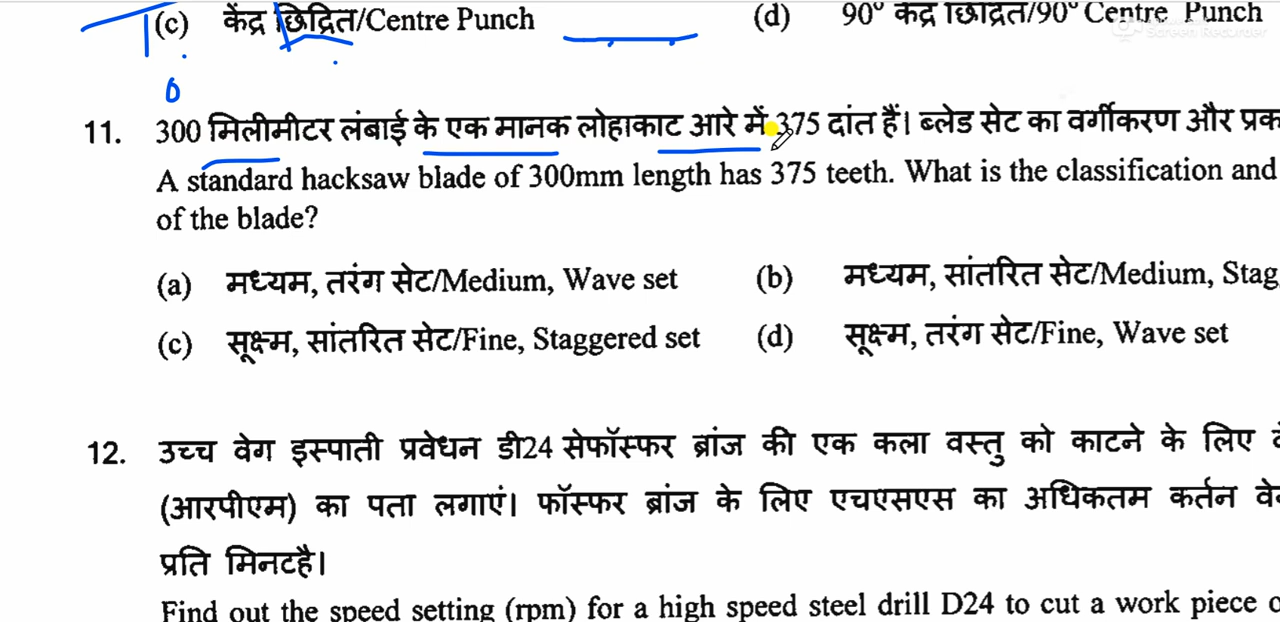 (c) केंद्र छिद्रित/Centre Punch (d) 90° केंद्र छिद्रित/90° Centre Punch
Screen Recorder
11. 300 मिलीमीटर लंबाई के एक मानक लोहाकाट आरे में 375 दांत हैं। ब्लेड सेट का वर्गीकरण और प्रक
A standard hacksaw blade of 300mm length has 375 teeth. What is the classification and
of the blade?
(a) मध्यम, तरंग सेट/Medium, Wave set (b) मध्यम, सांतरित सेट/Medium, Stag
(c) सूक्ष्म, सांतरित सेट/Fine, Staggered set (d) सूक्ष्म, तरंग सेट/Fine, Wave set
12. उच्च वेग इस्पाती प्रवेधन डी24 सेफॉस्फर ब्रांज की एक कला वस्तु को काटने के लिए
(आरपीएम) का पता लगाएं। फॉस्फर ब्रांज के लिए एचएसएस का अधिकतम कर्तन वे
प्रति मिनटहै।
Find out the speed setting (rpm) for a high speed steel drill D24 to cut a work piece